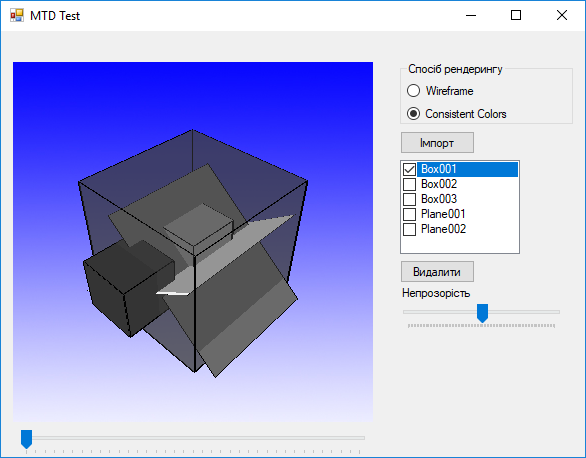 MTD Test
Спосіб рендерингу
Wireframe
Consistent Colors
Імпорт
Box001
Box002
Box003
Plane001
Plane002
Видалити
Непрозорість